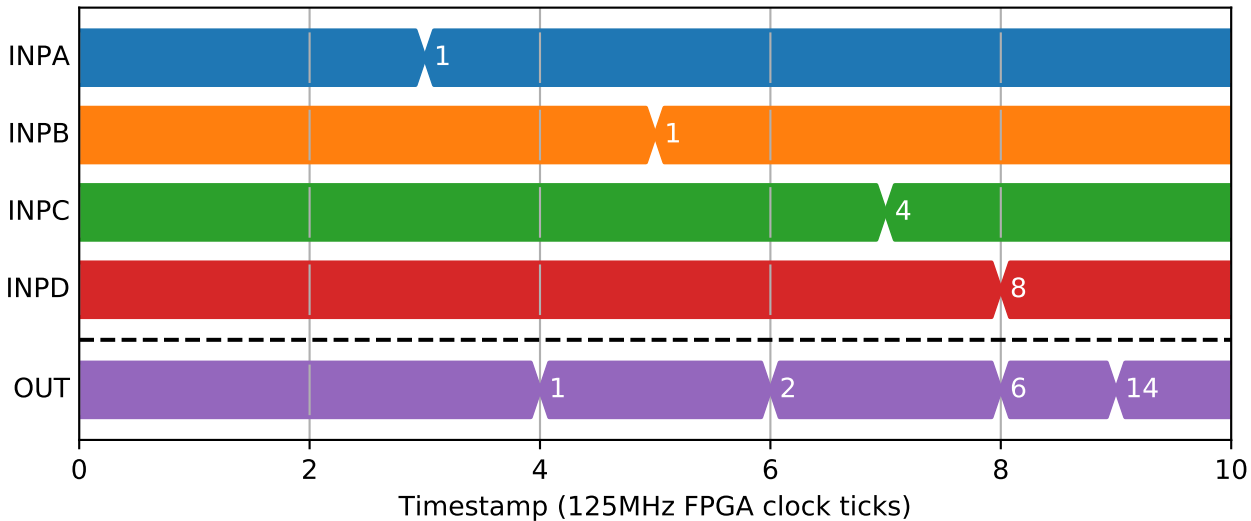 INPA 1
INPB 1
INPC 4
INPD 8
OUT 1 2 6 14
0 2 4 6 8 10
Timestamp (125MHz FPGA clock ticks)